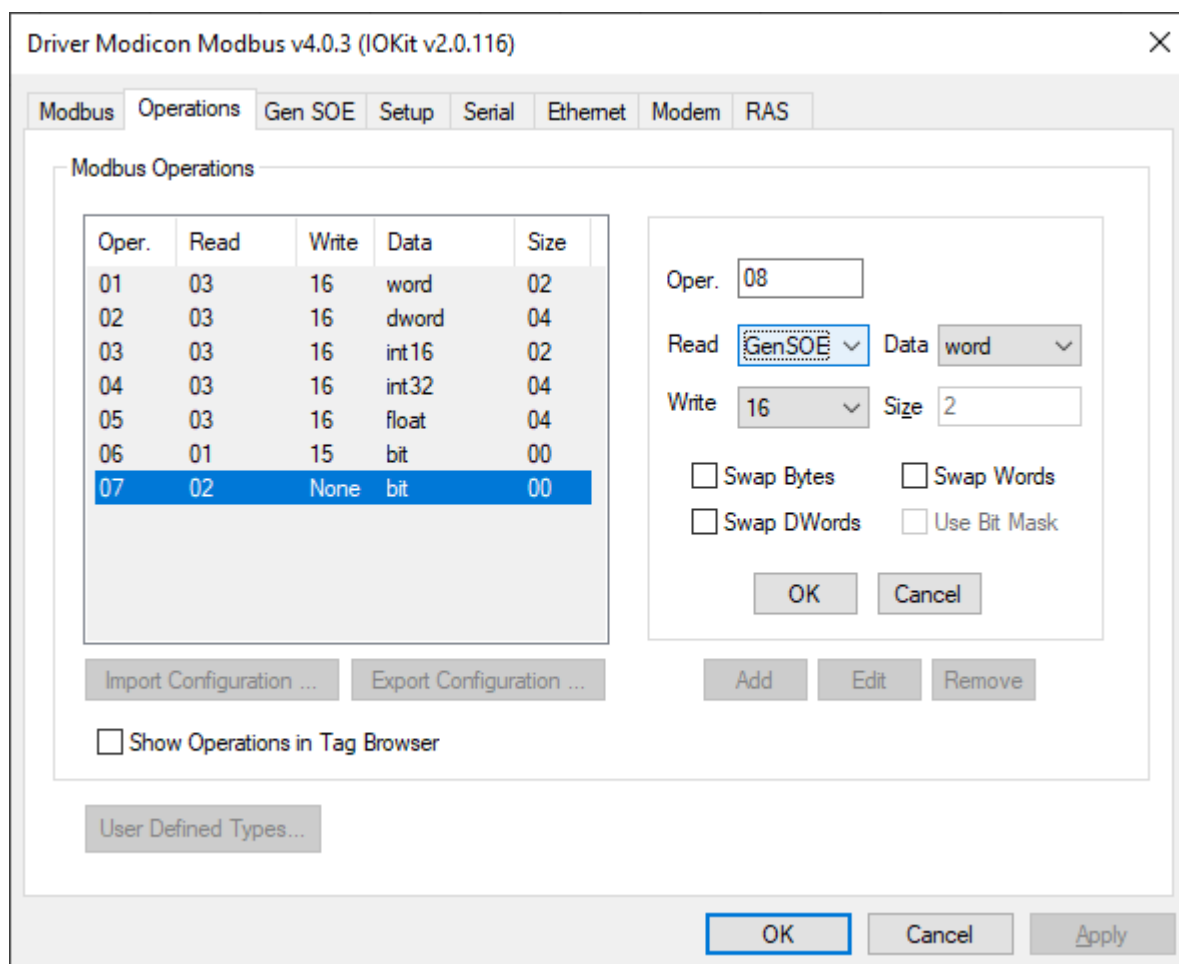 Driver Modicon Modbus v4.0.3 (IOKit v2.0.116)
Modbus Operations Gen SOE Setup Serial Ethernet Modem RAS
Modbus Operations
Oper. Read Write Data Size
01 03 16 word 02
02 03 16 dword 04
03 03 16 int16 02
04 03 16 int32 04
05 03 16 float 04
06 01 15 bit 00
07 02 None bit 00
Oper. 08
Read GenSOE Data word
Write 16 Size 2
Swap Bytes Swap Words
Swap DWords Use Bit Mask
OK Cancel
Import Configuration ... Export Configuration ... Add Edit Remove
Show Operations in Tag Browser
User Defined Types...
OK Cancel Apply